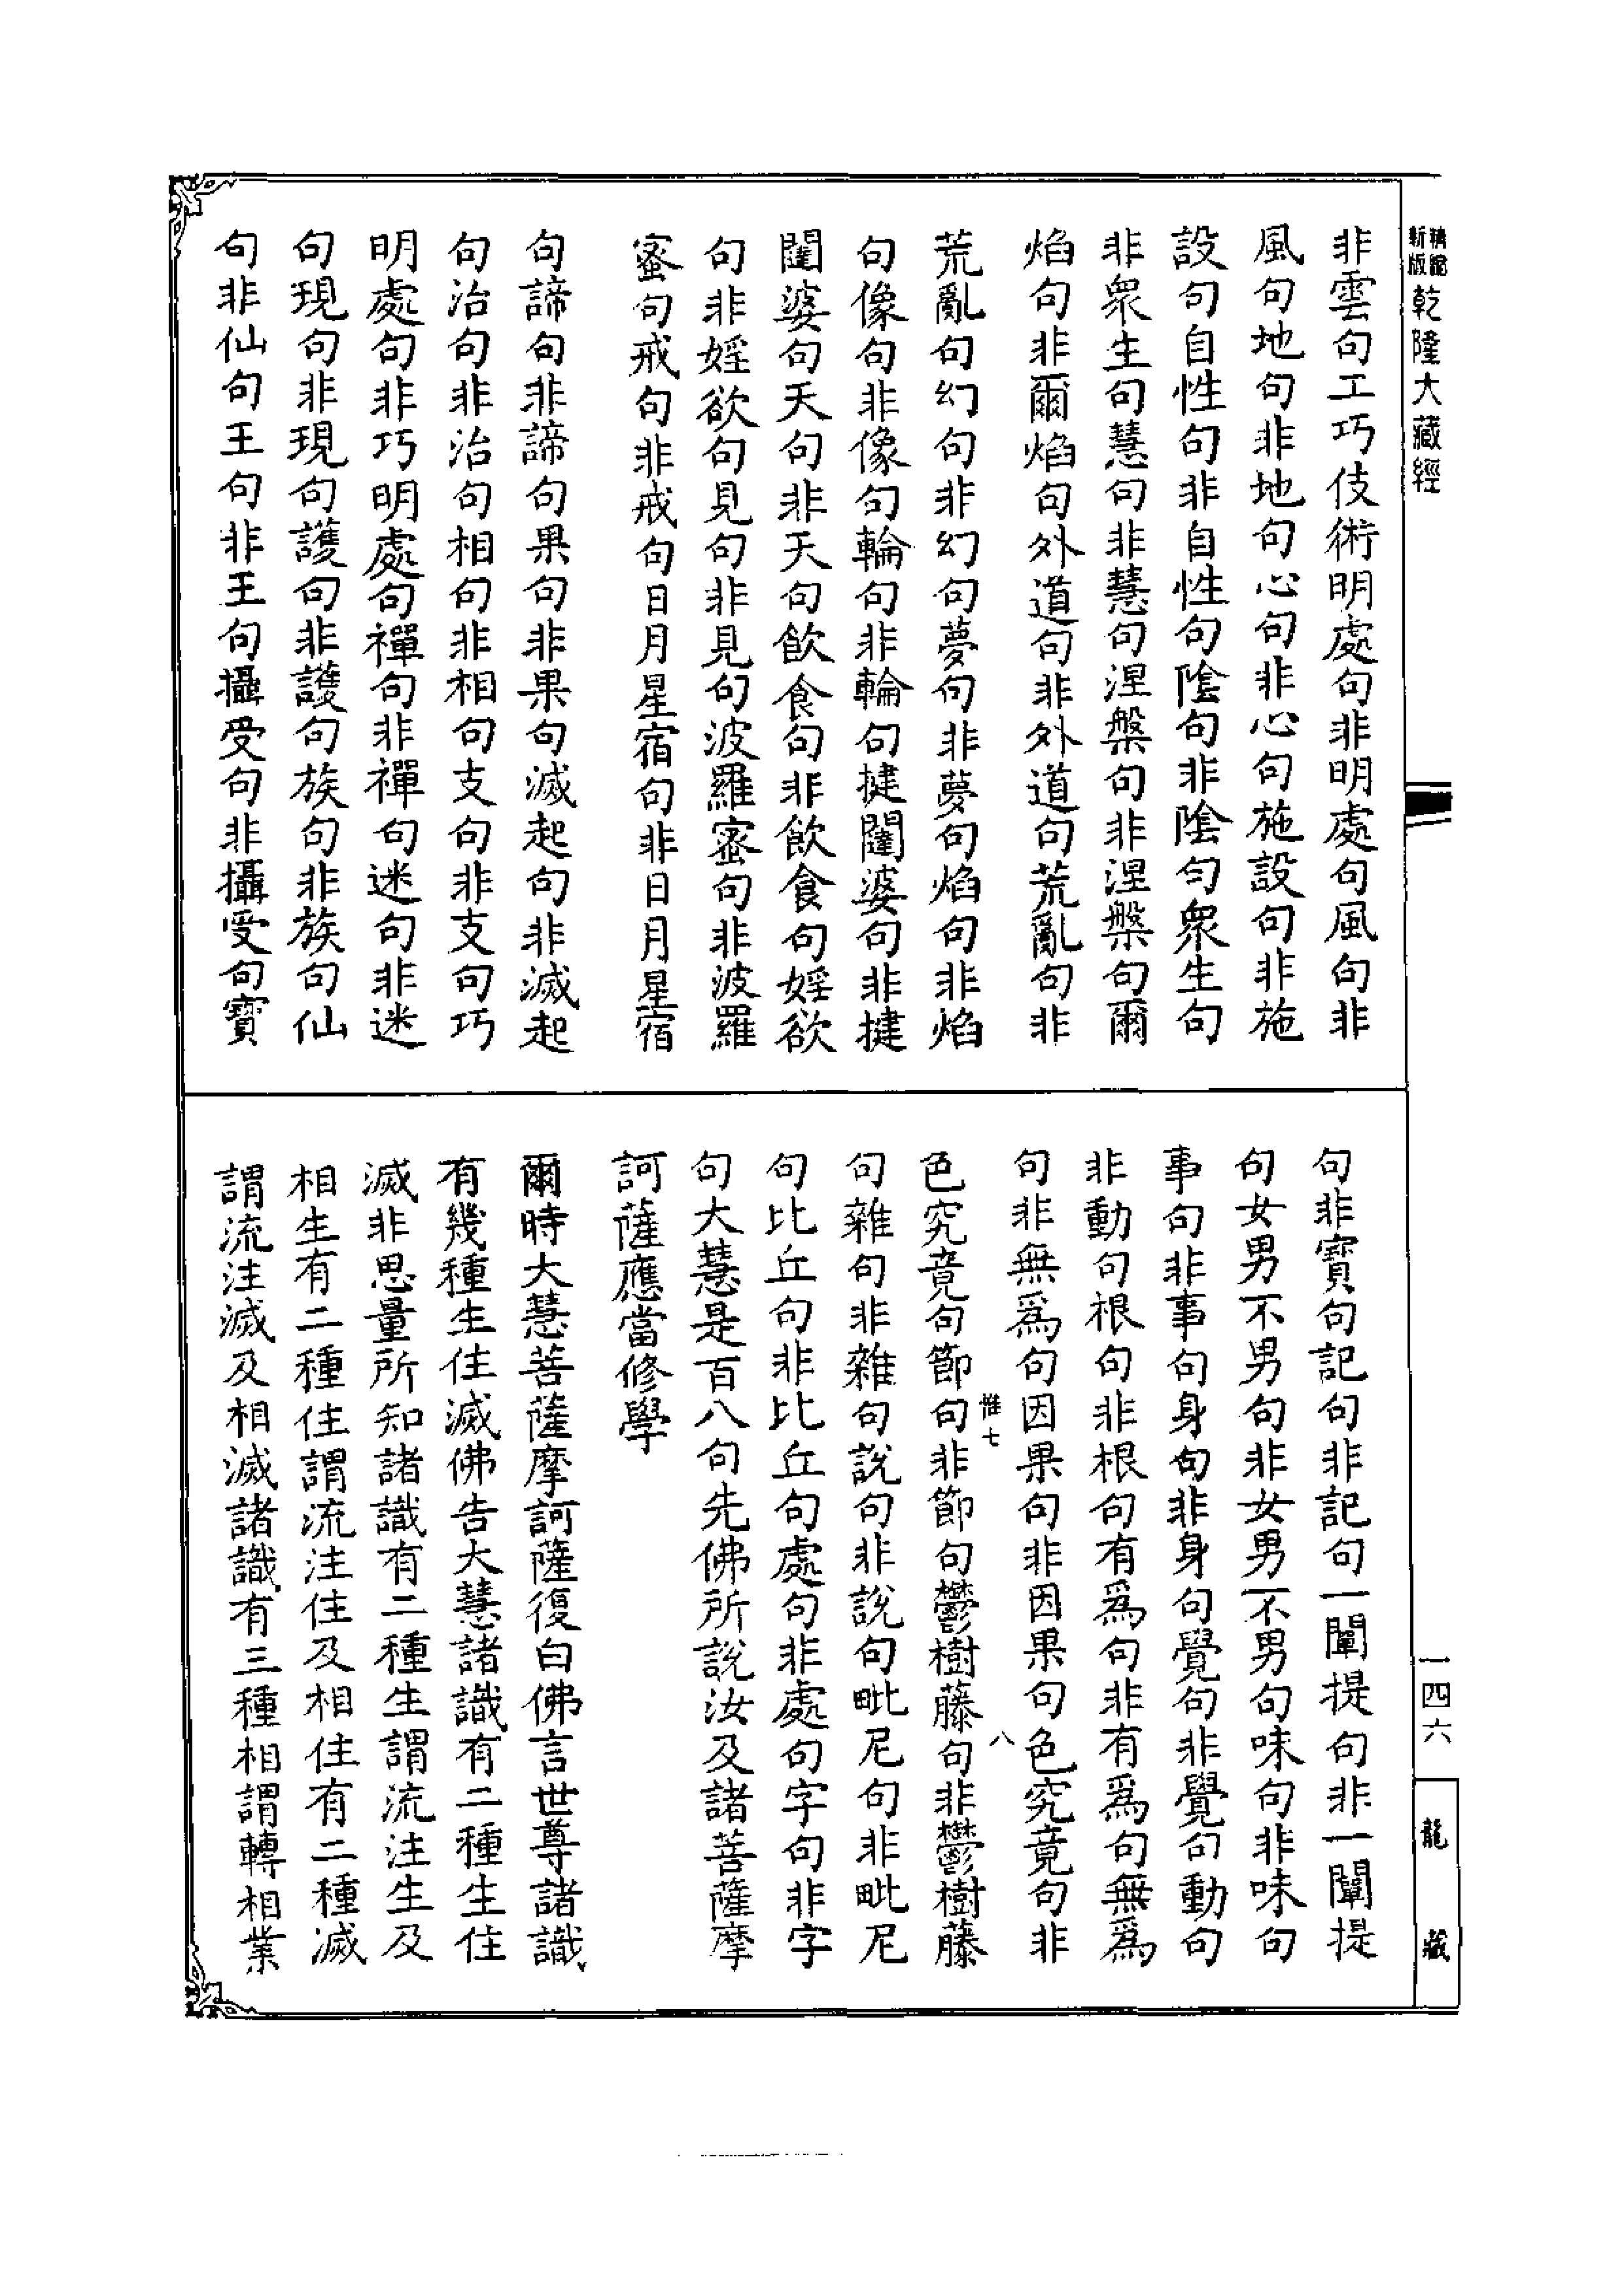 新版
精縮
乾隆大藏經
非雲句工巧伎術明處句非明處句風句非
風句地句非地句心句非心句施設句非施
設句自性句非自性句陰句非陰句衆生句
非衆生句慧句非慧句涅槃句非涅槃句爾
焰句非爾焰句外道句非外道句荒亂句非
荒亂句幻句非幻句夢句非夢句焰句非焰
句像句非像句輪句非輪句揵闥婆句非揵
闥婆句天句非天句飲食句非飲食句婬欲
句非婬欲句見句非見句波羅蜜句非波羅
蜜句戒句非戒句日月星宿句非日月星宿
句諦句非諦句果句非果句滅起句非滅起
句治句非治句相句非相句支句非支句巧
明處句非巧明處句禪句非禪句迷句非迷
句現句非現句護句非護句族句非族句仙
句非仙句王句非王句攝受句非攝受句寶
句非寶句記句非記句一闡提句非一闡提
句女男不男句非女男不男句味句非味句
事句非事句身句非身句覺句非覺句動句
非動句根句非根句有爲句非有爲句無爲
句非無爲句因果句非因果句色究竟句非
色究竟句節句非節句鬱樹藤句非鬱樹藤
惟七
八
句雜句非雜句說句非說句毗尼句非毗尼
句比丘句非比丘句處句非處句字句非字
句大慧是百八句先佛所說汝及諸菩薩摩
訶薩應當修學
爾時大慧菩薩摩訶薩復白佛言世尊諸識
有幾種生住滅佛告大慧諸識有二種生住
滅非思量所知諸識有二種生謂流注生及
相生有二種住謂流注住及相住有二種滅
謂流注滅及相滅諸識有三種相謂轉相業
一四六
龍藏